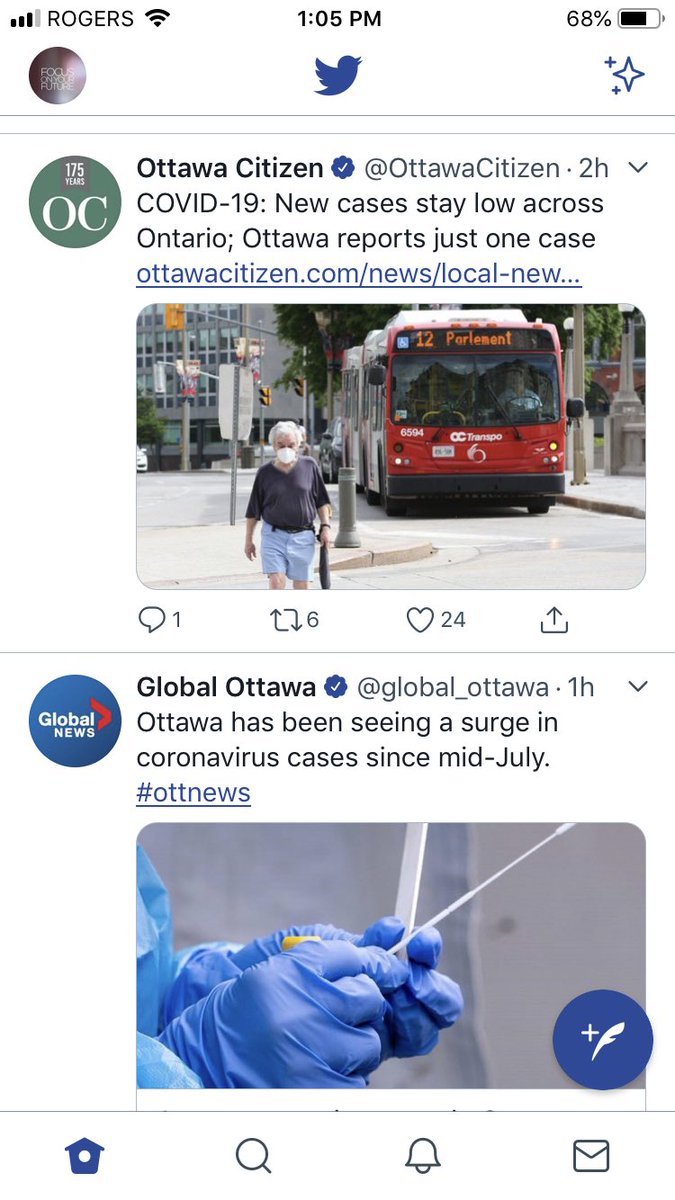 ROGERS 1:05 PM 68%
FOCUS
ON YOUR
FUTURE
175
YEARS
OC
Ottawa Citizen @OttawaCitizen · 2h
COVID-19: New cases stay low across
Ontario; Ottawa reports just one case
ottawacitizen.com/news/local-new...
12 Parlement
6594 OC Transpo
1 6 24
Global Ottawa @global_ottawa · 1h
Global
NEWS
Ottawa has been seeing a surge in
coronavirus cases since mid-July.
#ottnews